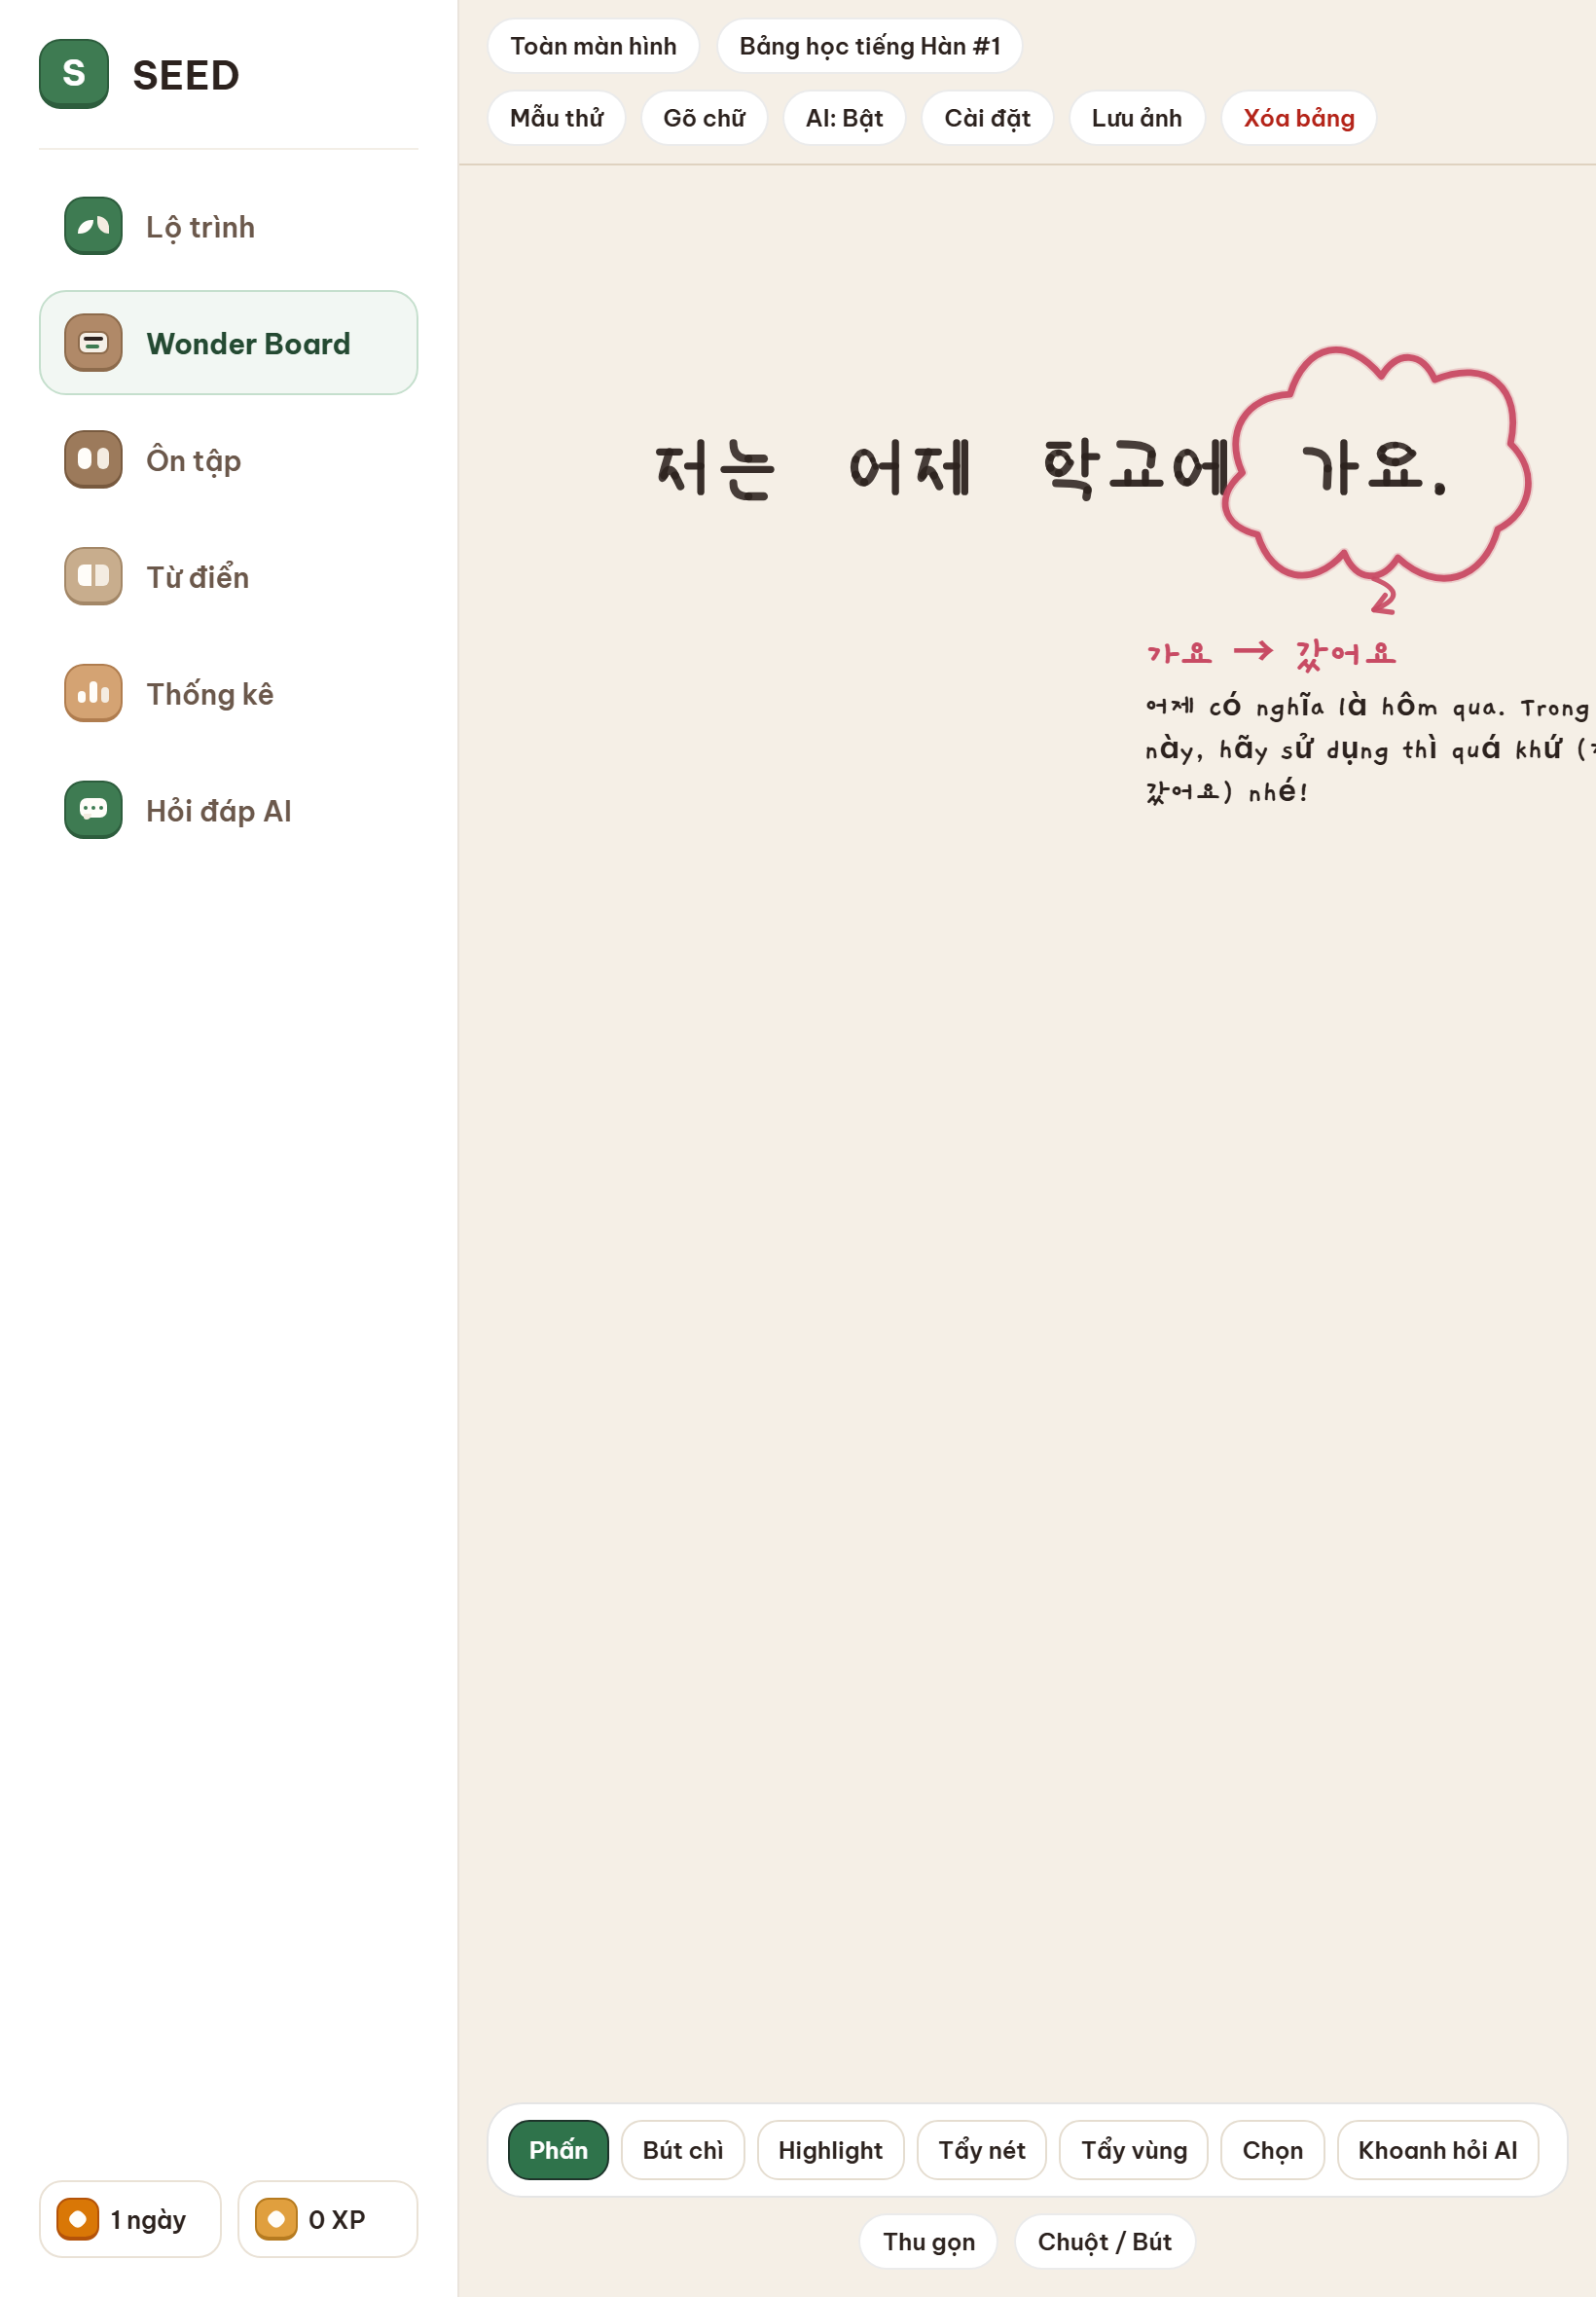 S SEED
Lộ trình
Wonder Board
Ôn tập
Từ điển
Thống kê
Hỏi đáp AI
1 ngày
0 XP
Toàn màn hình
Bảng học tiếng Hàn #1
Mẫu thử
Gõ chữ
AI: Bật
Cài đặt
Lưu ảnh
Xóa bảng
저는 어제 학교에 가요.
가요 → 갔어요
어제 có nghĩa là hôm qua. Trong
này, hãy sử dụng thì quá khứ (
갔어요) nhé!
Phấn
Bút chì
Highlight
Tẩy nét
Tẩy vùng
Chọn
Khoanh hỏi AI
Thu gọn
Chuột / Bút